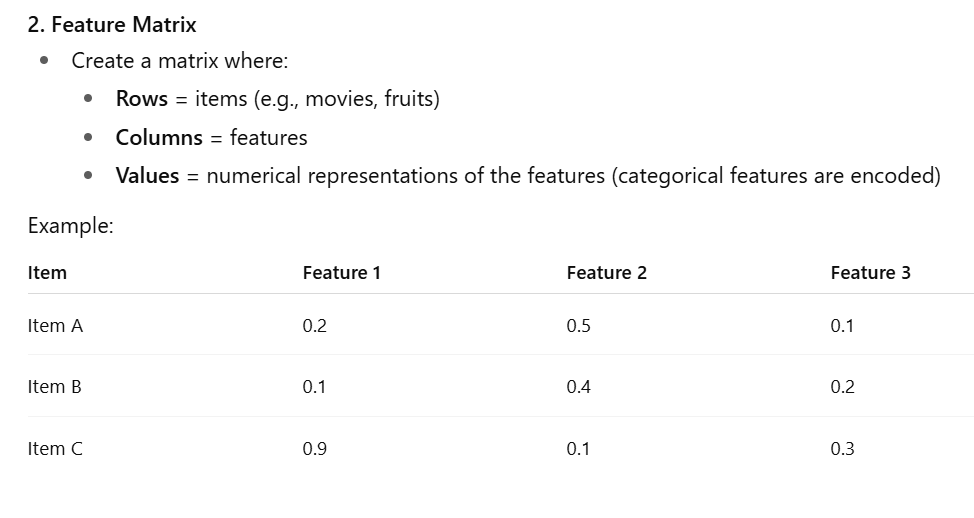 2. Feature Matrix
• Create a matrix where:
• Rows = items (e.g., movies, fruits)
• Columns = features
• Values = numerical representations of the features (categorical features are encoded)
Example:
Item Feature 1 Feature 2 Feature 3
Item A 0.2 0.5 0.1
Item B 0.1 0.4 0.2
Item C 0.9 0.1 0.3